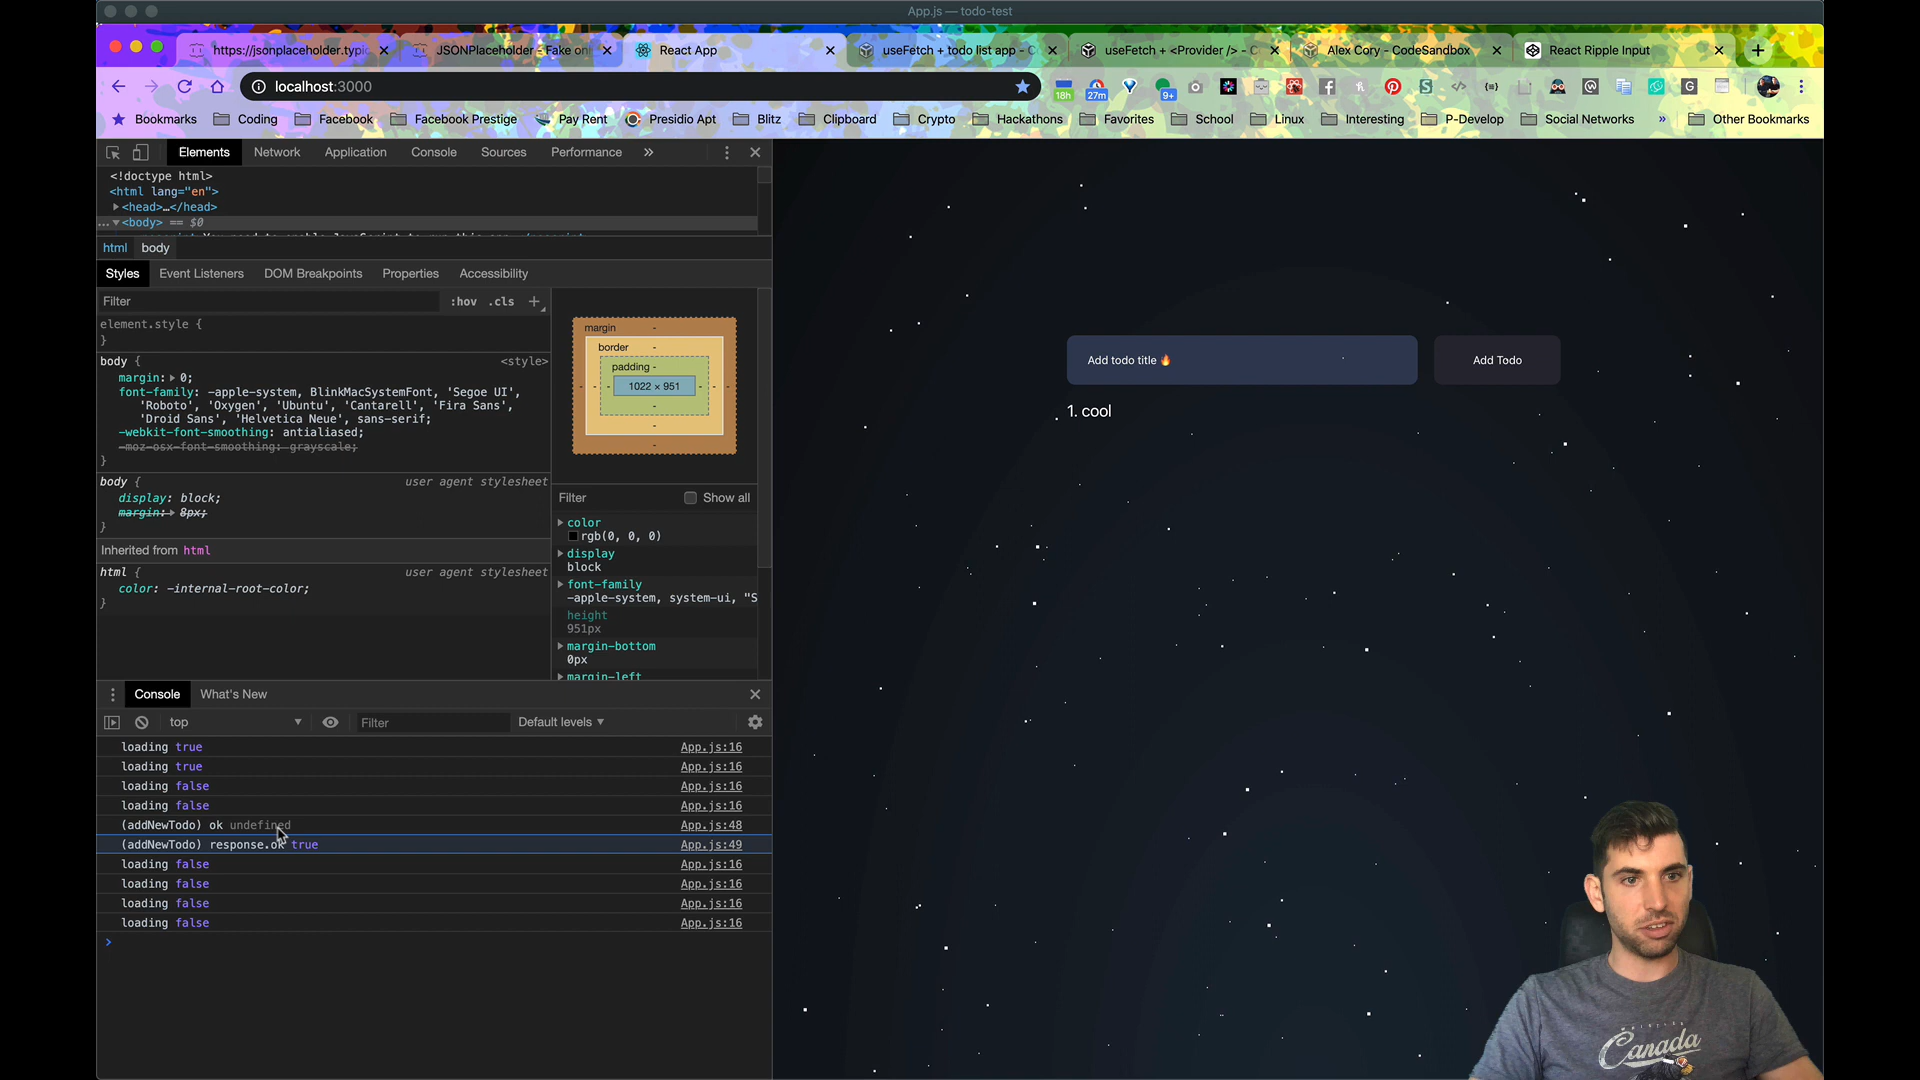 App.js — todo-test
https://jsonplaceholder.typic
JSONPlaceholder - Fake on
React App
useFetch + todo list app - C
useFetch + <Provider /> - C
Alex Cory - CodeSandbox
React Ripple Input
localhost:3000
18h
27m
9+
Bookmarks
Coding
Facebook
Facebook Prestige
Pay Rent
Presidio Apt
Blitz
Clipboard
Crypto
Hackathons
Favorites
School
Linux
Interesting
P-Develop
Social Networks
»
Other Bookmarks
Elements
Network
Application
Console
Sources
Performance
»
<!doctype html>
<html lang="en">
<head>…</head>
... <body> == $0
html
body
Styles
Event Listeners
DOM Breakpoints
Properties
Accessibility
Filter
:hov
.cls
element.style {
}
body {
<style>
margin: 0;
font-family: -apple-system, BlinkMacSystemFont, 'Segoe UI',
'Roboto', 'Oxygen', 'Ubuntu', 'Cantarell', 'Fira Sans',
'Droid Sans', 'Helvetica Neue', sans-serif;
-webkit-font-smoothing: antialiased;
-moz-osx-font-smoothing: grayscale;
}
body {
user agent stylesheet
display: block;
margin: 8px;
}
Inherited from html
html {
user agent stylesheet
color: -internal-root-color;
}
margin
-
border
-
padding -
1022 × 951
Filter
Show all
color
rgb(0, 0, 0)
display
block
font-family
-apple-system, system-ui, "S
height
951px
margin-bottom
0px
margin-left
Console
What's New
top
Filter
Default levels
loading true
App.js:16
loading true
App.js:16
loading false
App.js:16
loading false
App.js:16
(addNewTodo) ok undefined
App.js:48
(addNewTodo) response.ok true
App.js:49
loading false
App.js:16
loading false
App.js:16
loading false
App.js:16
loading false
App.js:16
Add todo title 🔥
Add Todo
1. cool
Canada